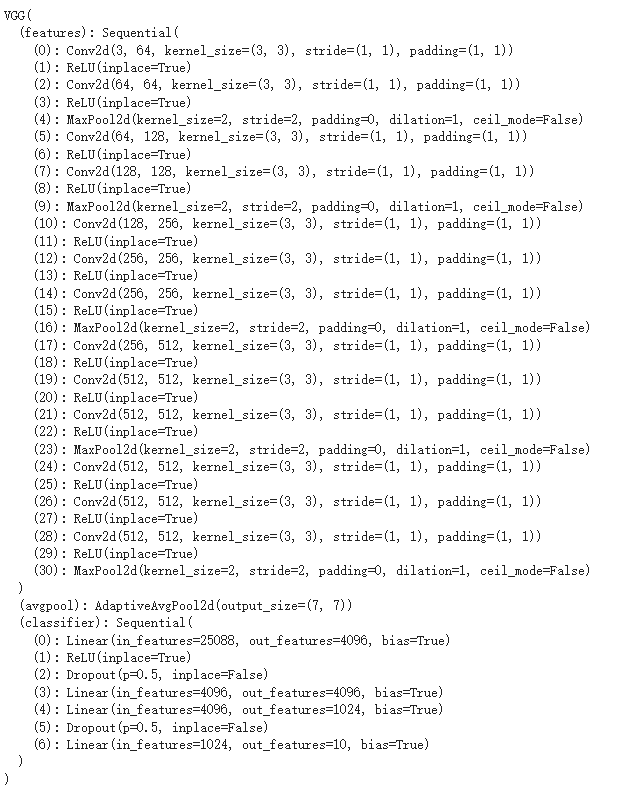 VGG(
  (features): Sequential(
    (0): Conv2d(3, 64, kernel_size=(3, 3), stride=(1, 1), padding=(1, 1))
    (1): ReLU(inplace=True)
    (2): Conv2d(64, 64, kernel_size=(3, 3), stride=(1, 1), padding=(1, 1))
    (3): ReLU(inplace=True)
    (4): MaxPool2d(kernel_size=2, stride=2, padding=0, dilation=1, ceil_mode=False)
    (5): Conv2d(64, 128, kernel_size=(3, 3), stride=(1, 1), padding=(1, 1))
    (6): ReLU(inplace=True)
    (7): Conv2d(128, 128, kernel_size=(3, 3), stride=(1, 1), padding=(1, 1))
    (8): ReLU(inplace=True)
    (9): MaxPool2d(kernel_size=2, stride=2, padding=0, dilation=1, ceil_mode=False)
    (10): Conv2d(128, 256, kernel_size=(3, 3), stride=(1, 1), padding=(1, 1))
    (11): ReLU(inplace=True)
    (12): Conv2d(256, 256, kernel_size=(3, 3), stride=(1, 1), padding=(1, 1))
    (13): ReLU(inplace=True)
    (14): Conv2d(256, 256, kernel_size=(3, 3), stride=(1, 1), padding=(1, 1))
    (15): ReLU(inplace=True)
    (16): MaxPool2d(kernel_size=2, stride=2, padding=0, dilation=1, ceil_mode=False)
    (17): Conv2d(256, 512, kernel_size=(3, 3), stride=(1, 1), padding=(1, 1))
    (18): ReLU(inplace=True)
    (19): Conv2d(512, 512, kernel_size=(3, 3), stride=(1, 1), padding=(1, 1))
    (20): ReLU(inplace=True)
    (21): Conv2d(512, 512, kernel_size=(3, 3), stride=(1, 1), padding=(1, 1))
    (22): ReLU(inplace=True)
    (23): MaxPool2d(kernel_size=2, stride=2, padding=0, dilation=1, ceil_mode=False)
    (24): Conv2d(512, 512, kernel_size=(3, 3), stride=(1, 1), padding=(1, 1))
    (25): ReLU(inplace=True)
    (26): Conv2d(512, 512, kernel_size=(3, 3), stride=(1, 1), padding=(1, 1))
    (27): ReLU(inplace=True)
    (28): Conv2d(512, 512, kernel_size=(3, 3), stride=(1, 1), padding=(1, 1))
    (29): ReLU(inplace=True)
    (30): MaxPool2d(kernel_size=2, stride=2, padding=0, dilation=1, ceil_mode=False)
  )
  (avgpool): AdaptiveAvgPool2d(output_size=(7, 7))
  (classifier): Sequential(
    (0): Linear(in_features=25088, out_features=4096, bias=True)
    (1): ReLU(inplace=True)
    (2): Dropout(p=0.5, inplace=False)
    (3): Linear(in_features=4096, out_features=4096, bias=True)
    (4): Linear(in_features=4096, out_features=1024, bias=True)
    (5): Dropout(p=0.5, inplace=False)
    (6): Linear(in_features=1024, out_features=10, bias=True)
  )
)